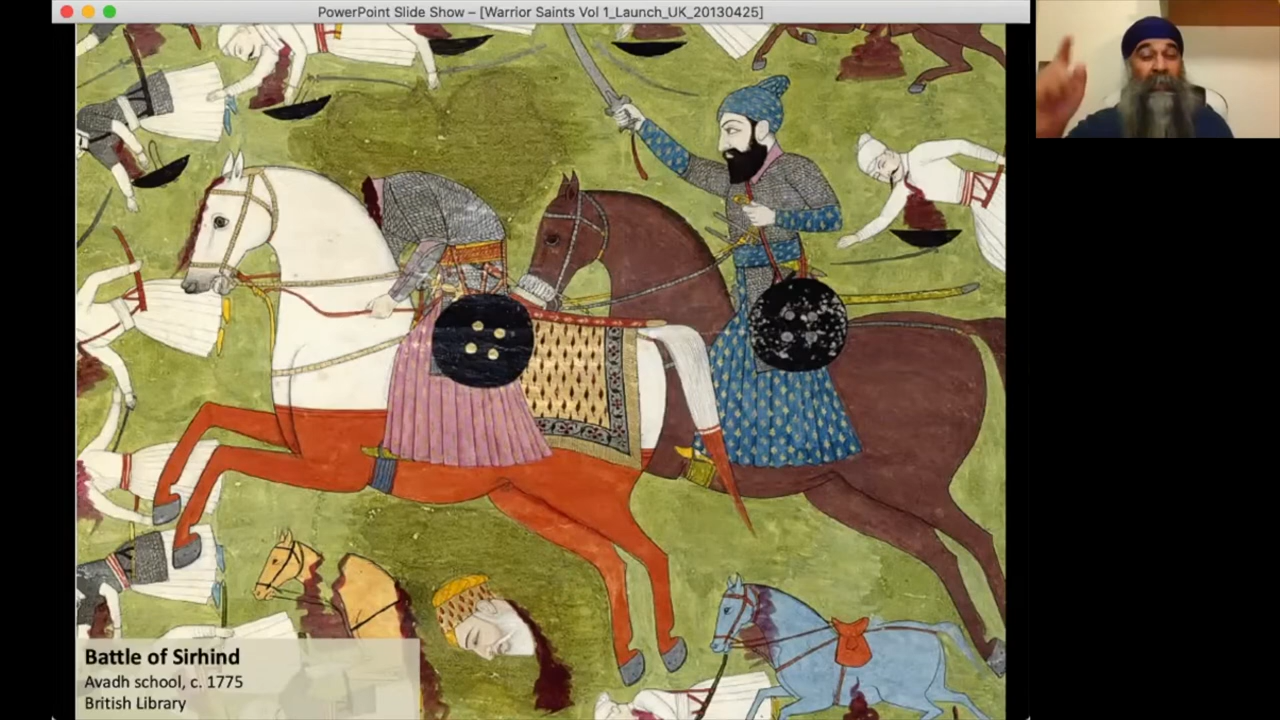 PowerPoint Slide Show – [Warrior Saints Vol 1_Launch_UK_20130425]
Battle of Sirhind
Avadh school, c. 1775
British Library